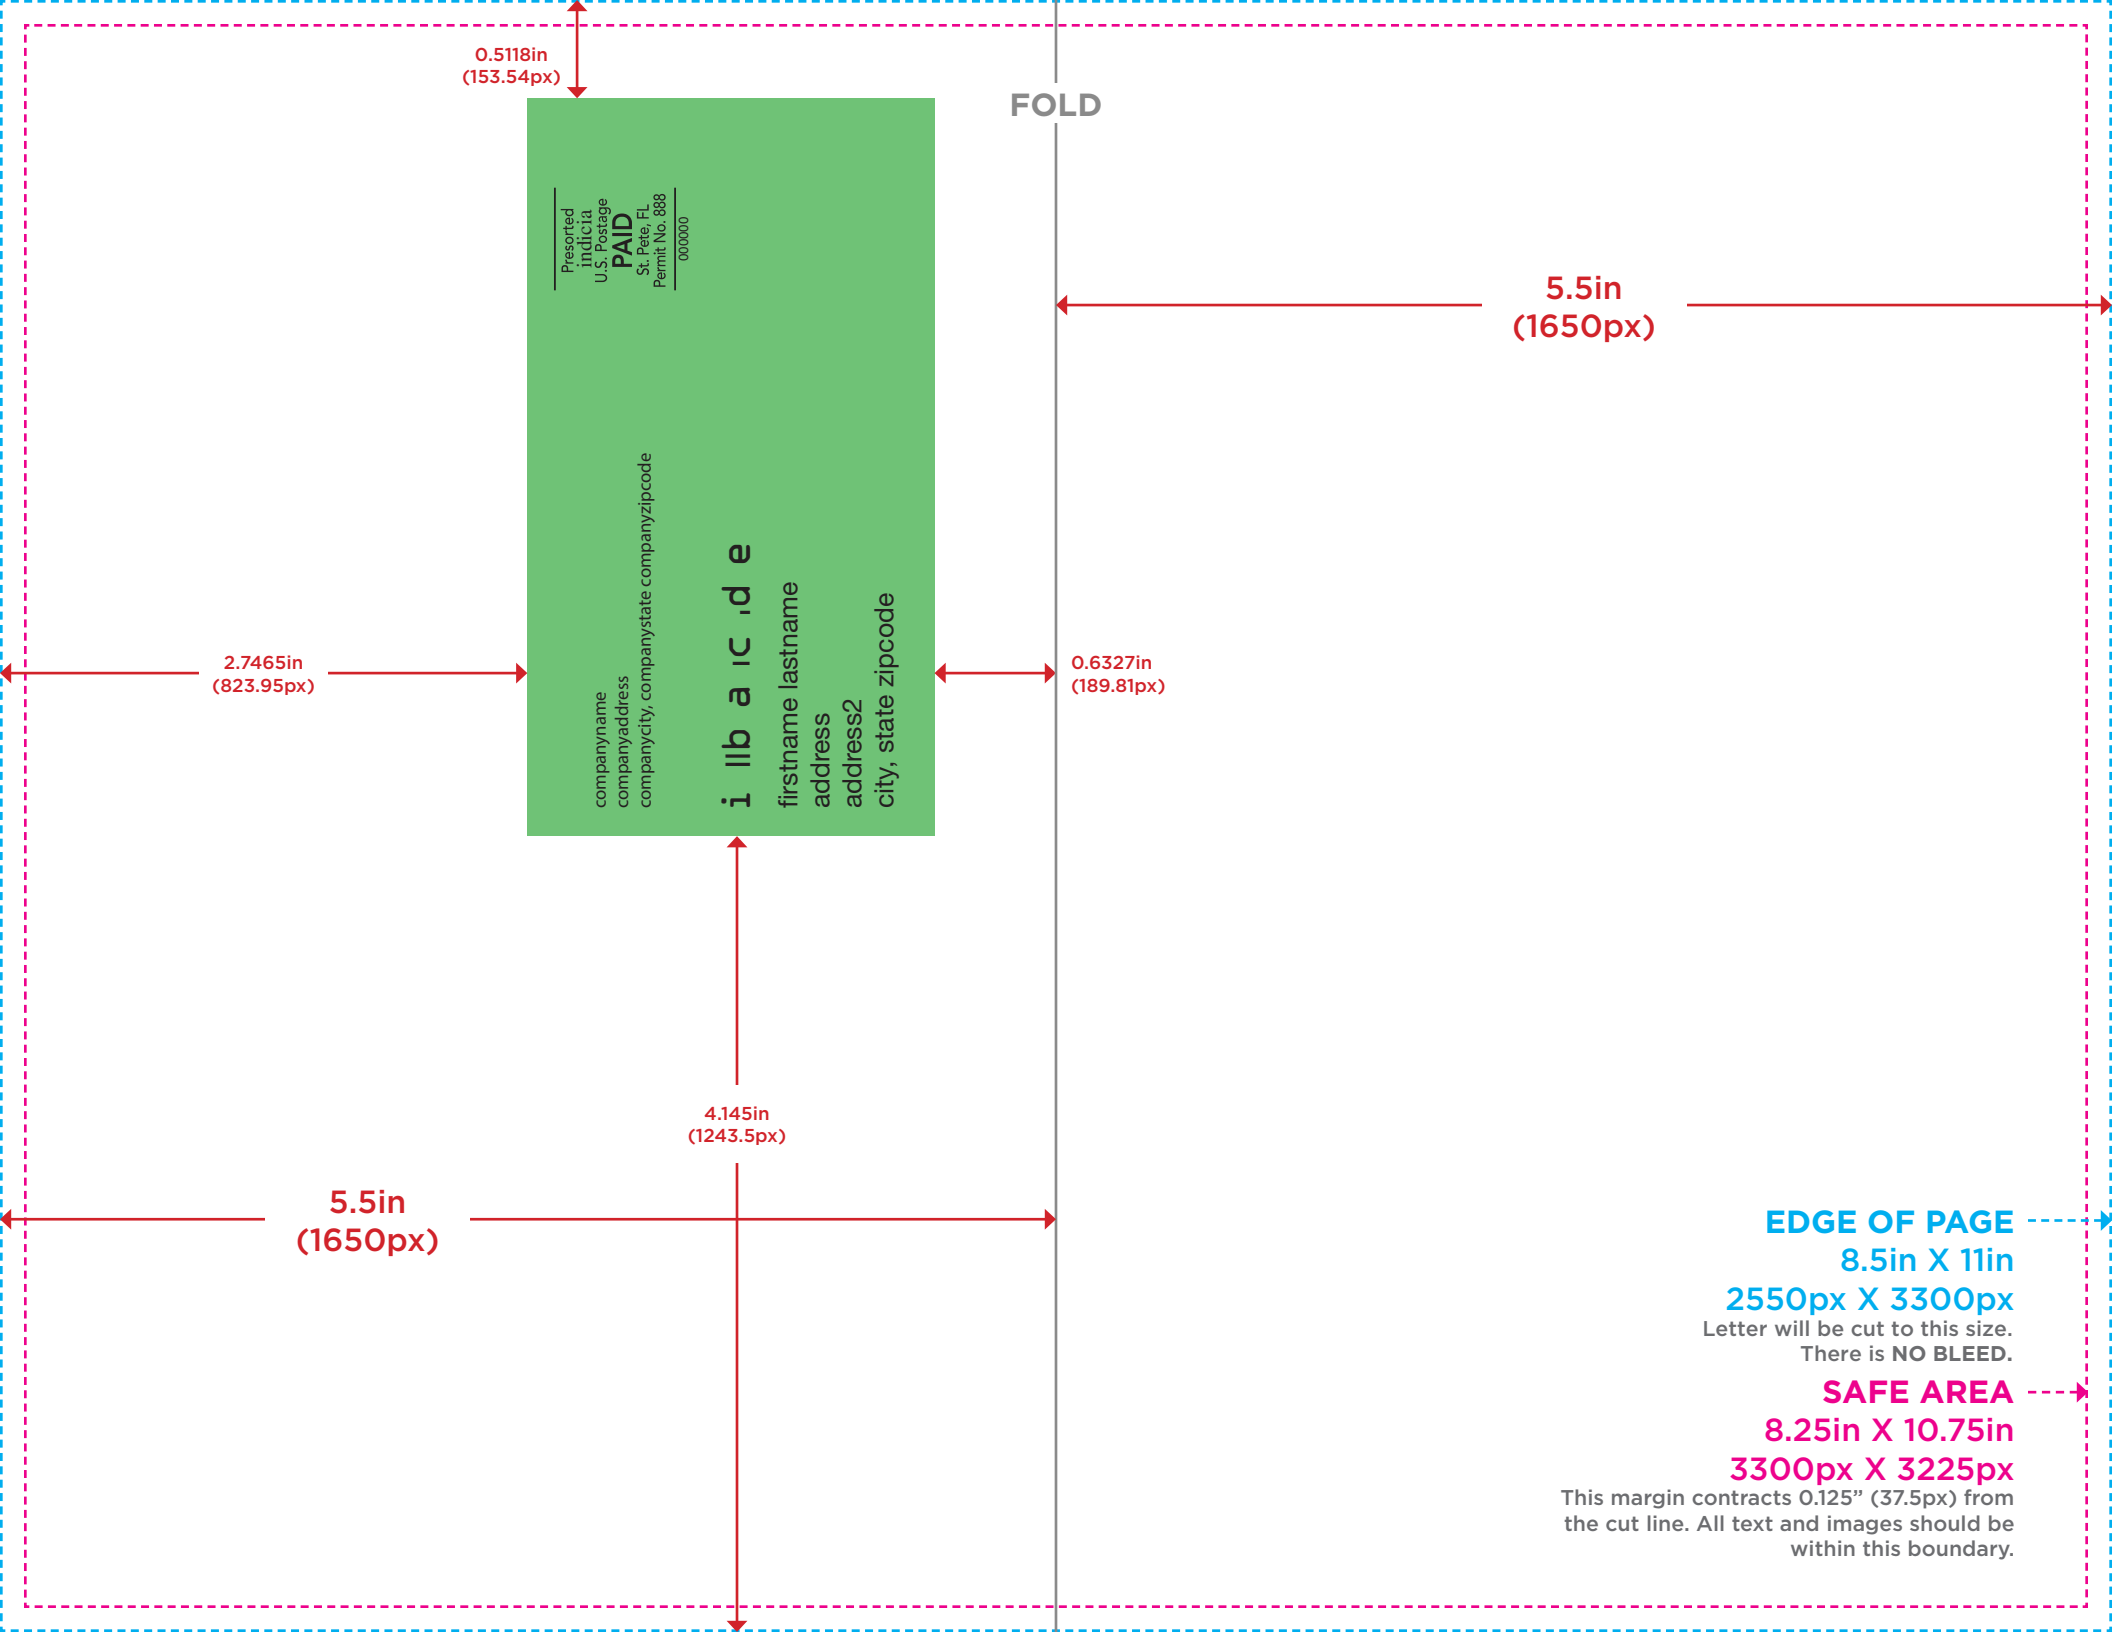 0.5118in
(153.54px)
FOLD
Presorted
indicia
U.S. Postage
PAID
St. Pete, FL
Permit No. 888
000000
5.5in
(1650px)
companyname
companyaddress
companycity, companystate companyzipcode
firstname lastname
address
address2
city, state zipcode
2.7465in
(823.95px)
0.6327in
(189.81px)
4.145in
(1243.5px)
5.5in
(1650px)
EDGE OF PAGE
8.5in X 11in
2550px X 3300px
Letter will be cut to this size.
There is NO BLEED.
SAFE AREA
8.25in X 10.75in
3300px X 3225px
This margin contracts 0.125” (37.5px) from
the cut line. All text and images should be
within this boundary.